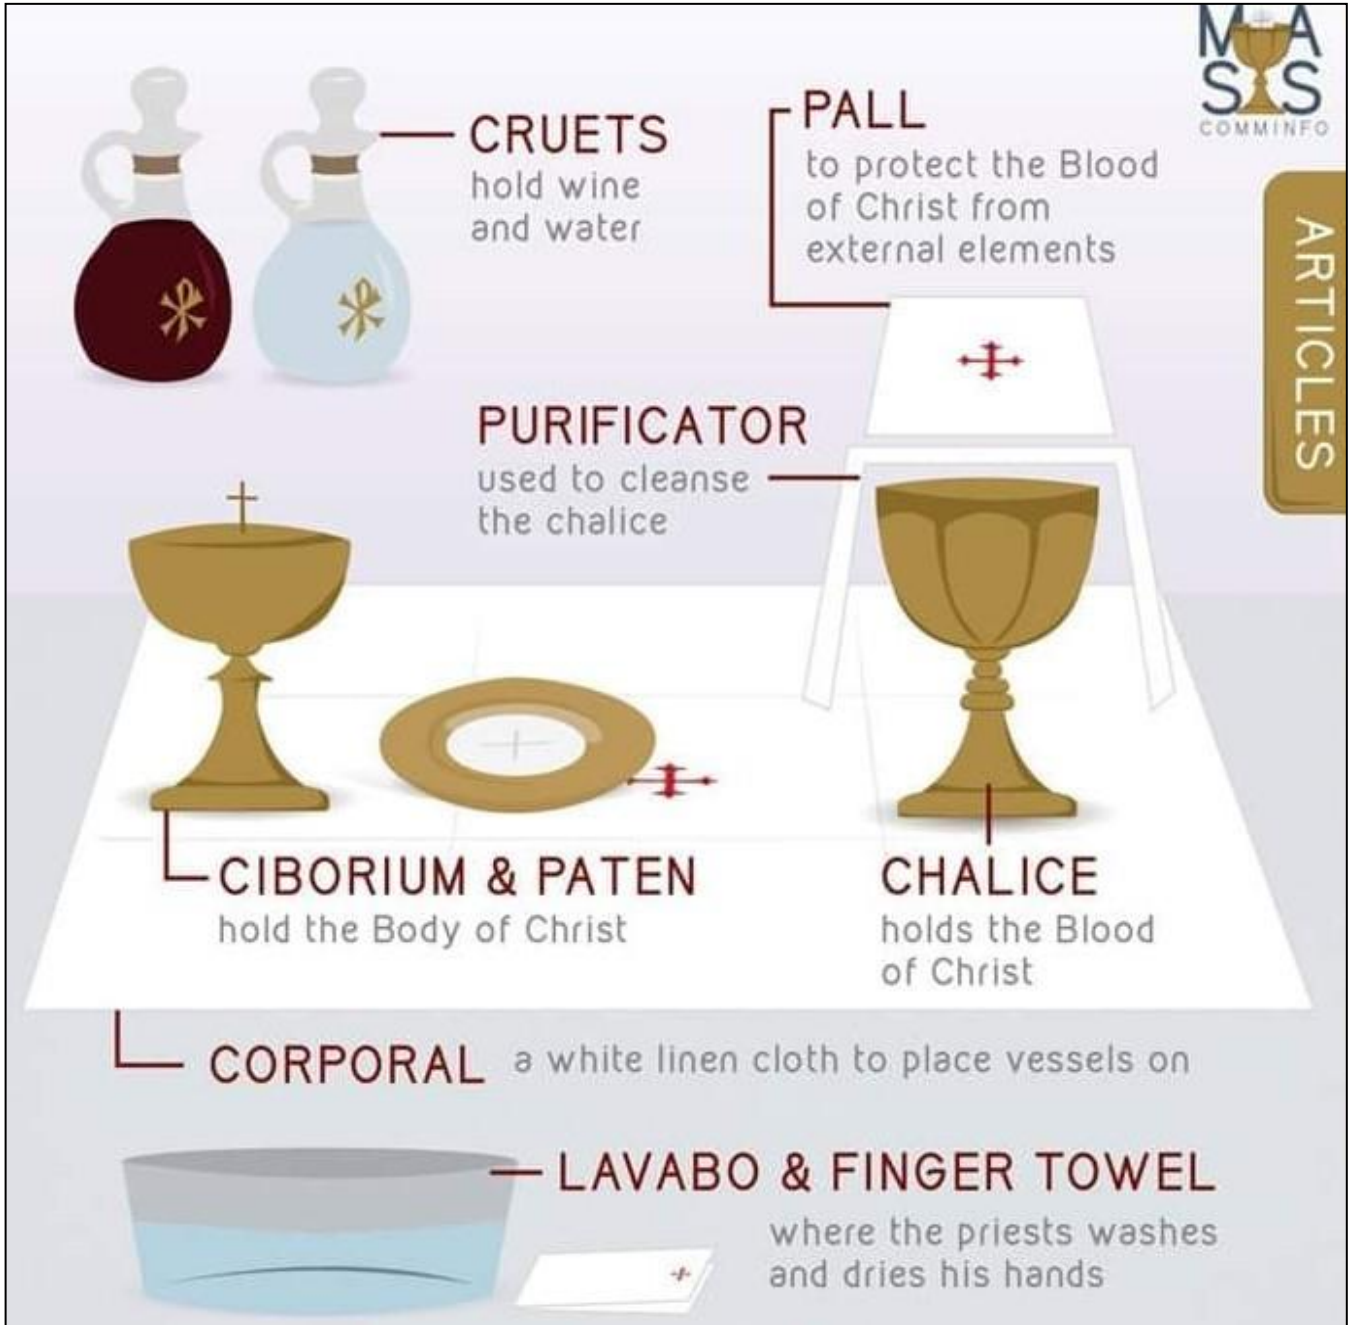 MASS
COMMINFO
ARTICLES
CRUETS
hold wine
and water
PALL
to protect the Blood
of Christ from
external elements
PURIFICATOR
used to cleanse
the chalice
CIBORIUM & PATEN
hold the Body of Christ
CHALICE
holds the Blood
of Christ
CORPORAL a white linen cloth to place vessels on
LAVABO & FINGER TOWEL
where the priests washes
and dries his hands